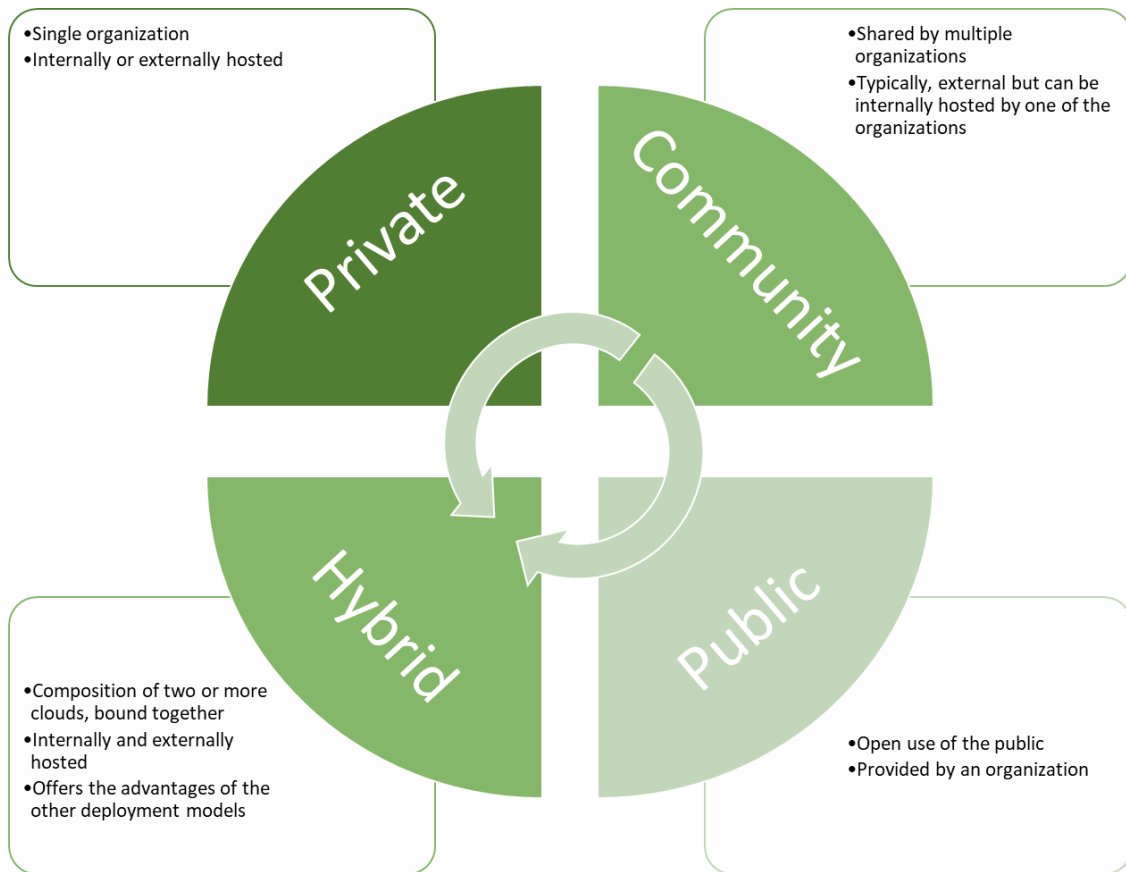 •Single organization
•Internally or externally hosted
•Shared by multiple
organizations
•Typically, external but can be
internally hosted by one of the
organizations
Private
Community
Hybrid
Public
•Composition of two or more
clouds, bound together
•Internally and externally
hosted
•Offers the advantages of the
other deployment models
•Open use of the public
•Provided by an organization